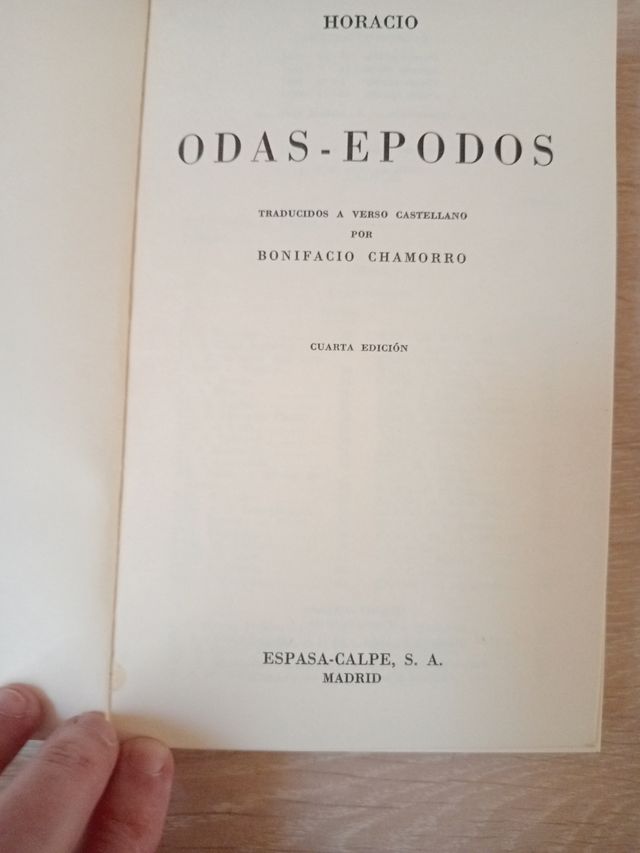 HORACIO
ODAS-EPODOS
TRADUCIDOS A VERSO CASTELLANO
POR
BONIFACIO CHAMORRO
CUARTA EDICIÓN
ESPASA-CALPE, S. A.
MADRID